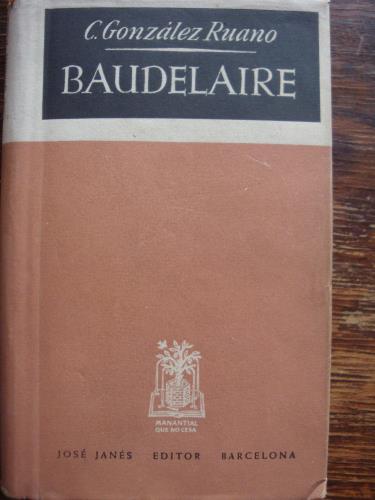 C. González Ruano
BAUDELAIRE
MANANTIAL
QUE NO CESA
JOSÉ JANÉS EDITOR BARCELONA